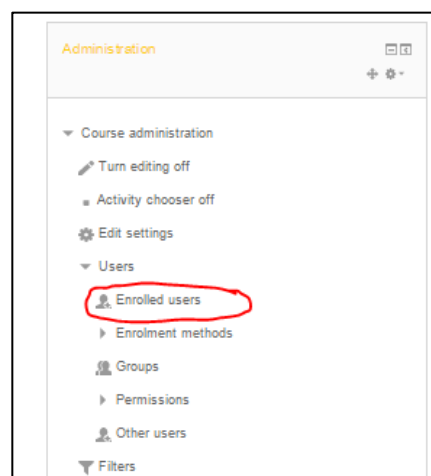 Administration
Course administration
Turn editing off
Activity chooser off
Edit settings
Users
Enrolled users
Enrolment methods
Groups
Permissions
Other users
Filters